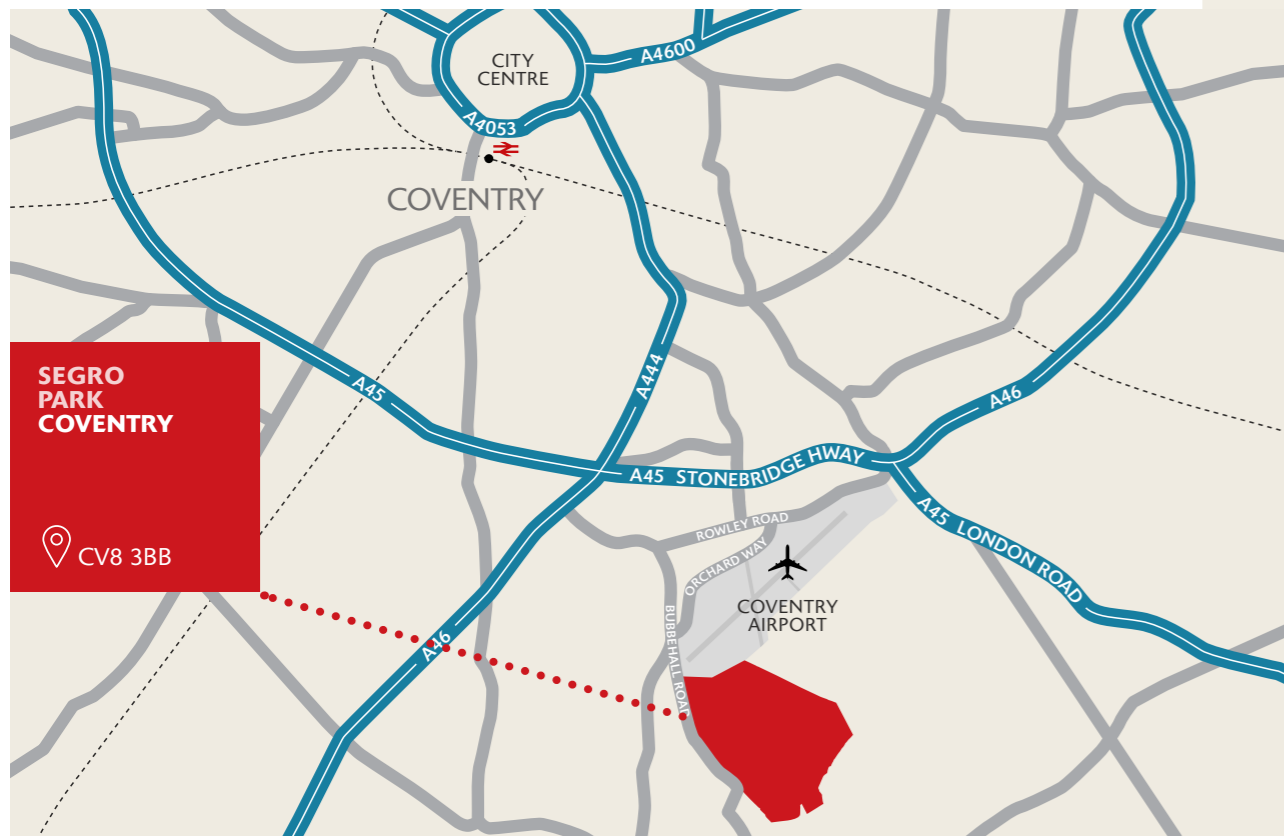 CITY
CENTRE
A4600
A4053
COVENTRY
SEGRO
PARK
COVENTRY
CV8 3BB
A45
A444
A46
A45 STONEBRIDGE HWAY
A45 LONDON ROAD
ROWLEY ROAD
ORCHARD WAY
COVENTRY
AIRPORT
BUBBEHALL ROAD
A46